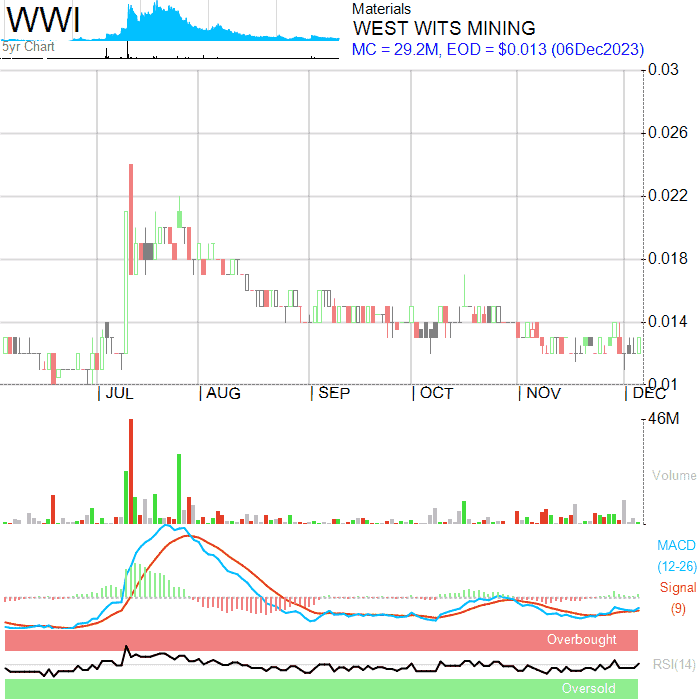 WWI
5yr Chart
Materials
WEST WITS MINING
MC = 29.2M, EOD = $0.013 (06Dec2023)
0.03
0.026
0.022
0.018
0.014
0.01
JUL
AUG
SEP
OCT
NOV
DEC
46M
Volume
MACD
(12-26)
Signal
(9)
Overbought
RSI(14)
Oversold